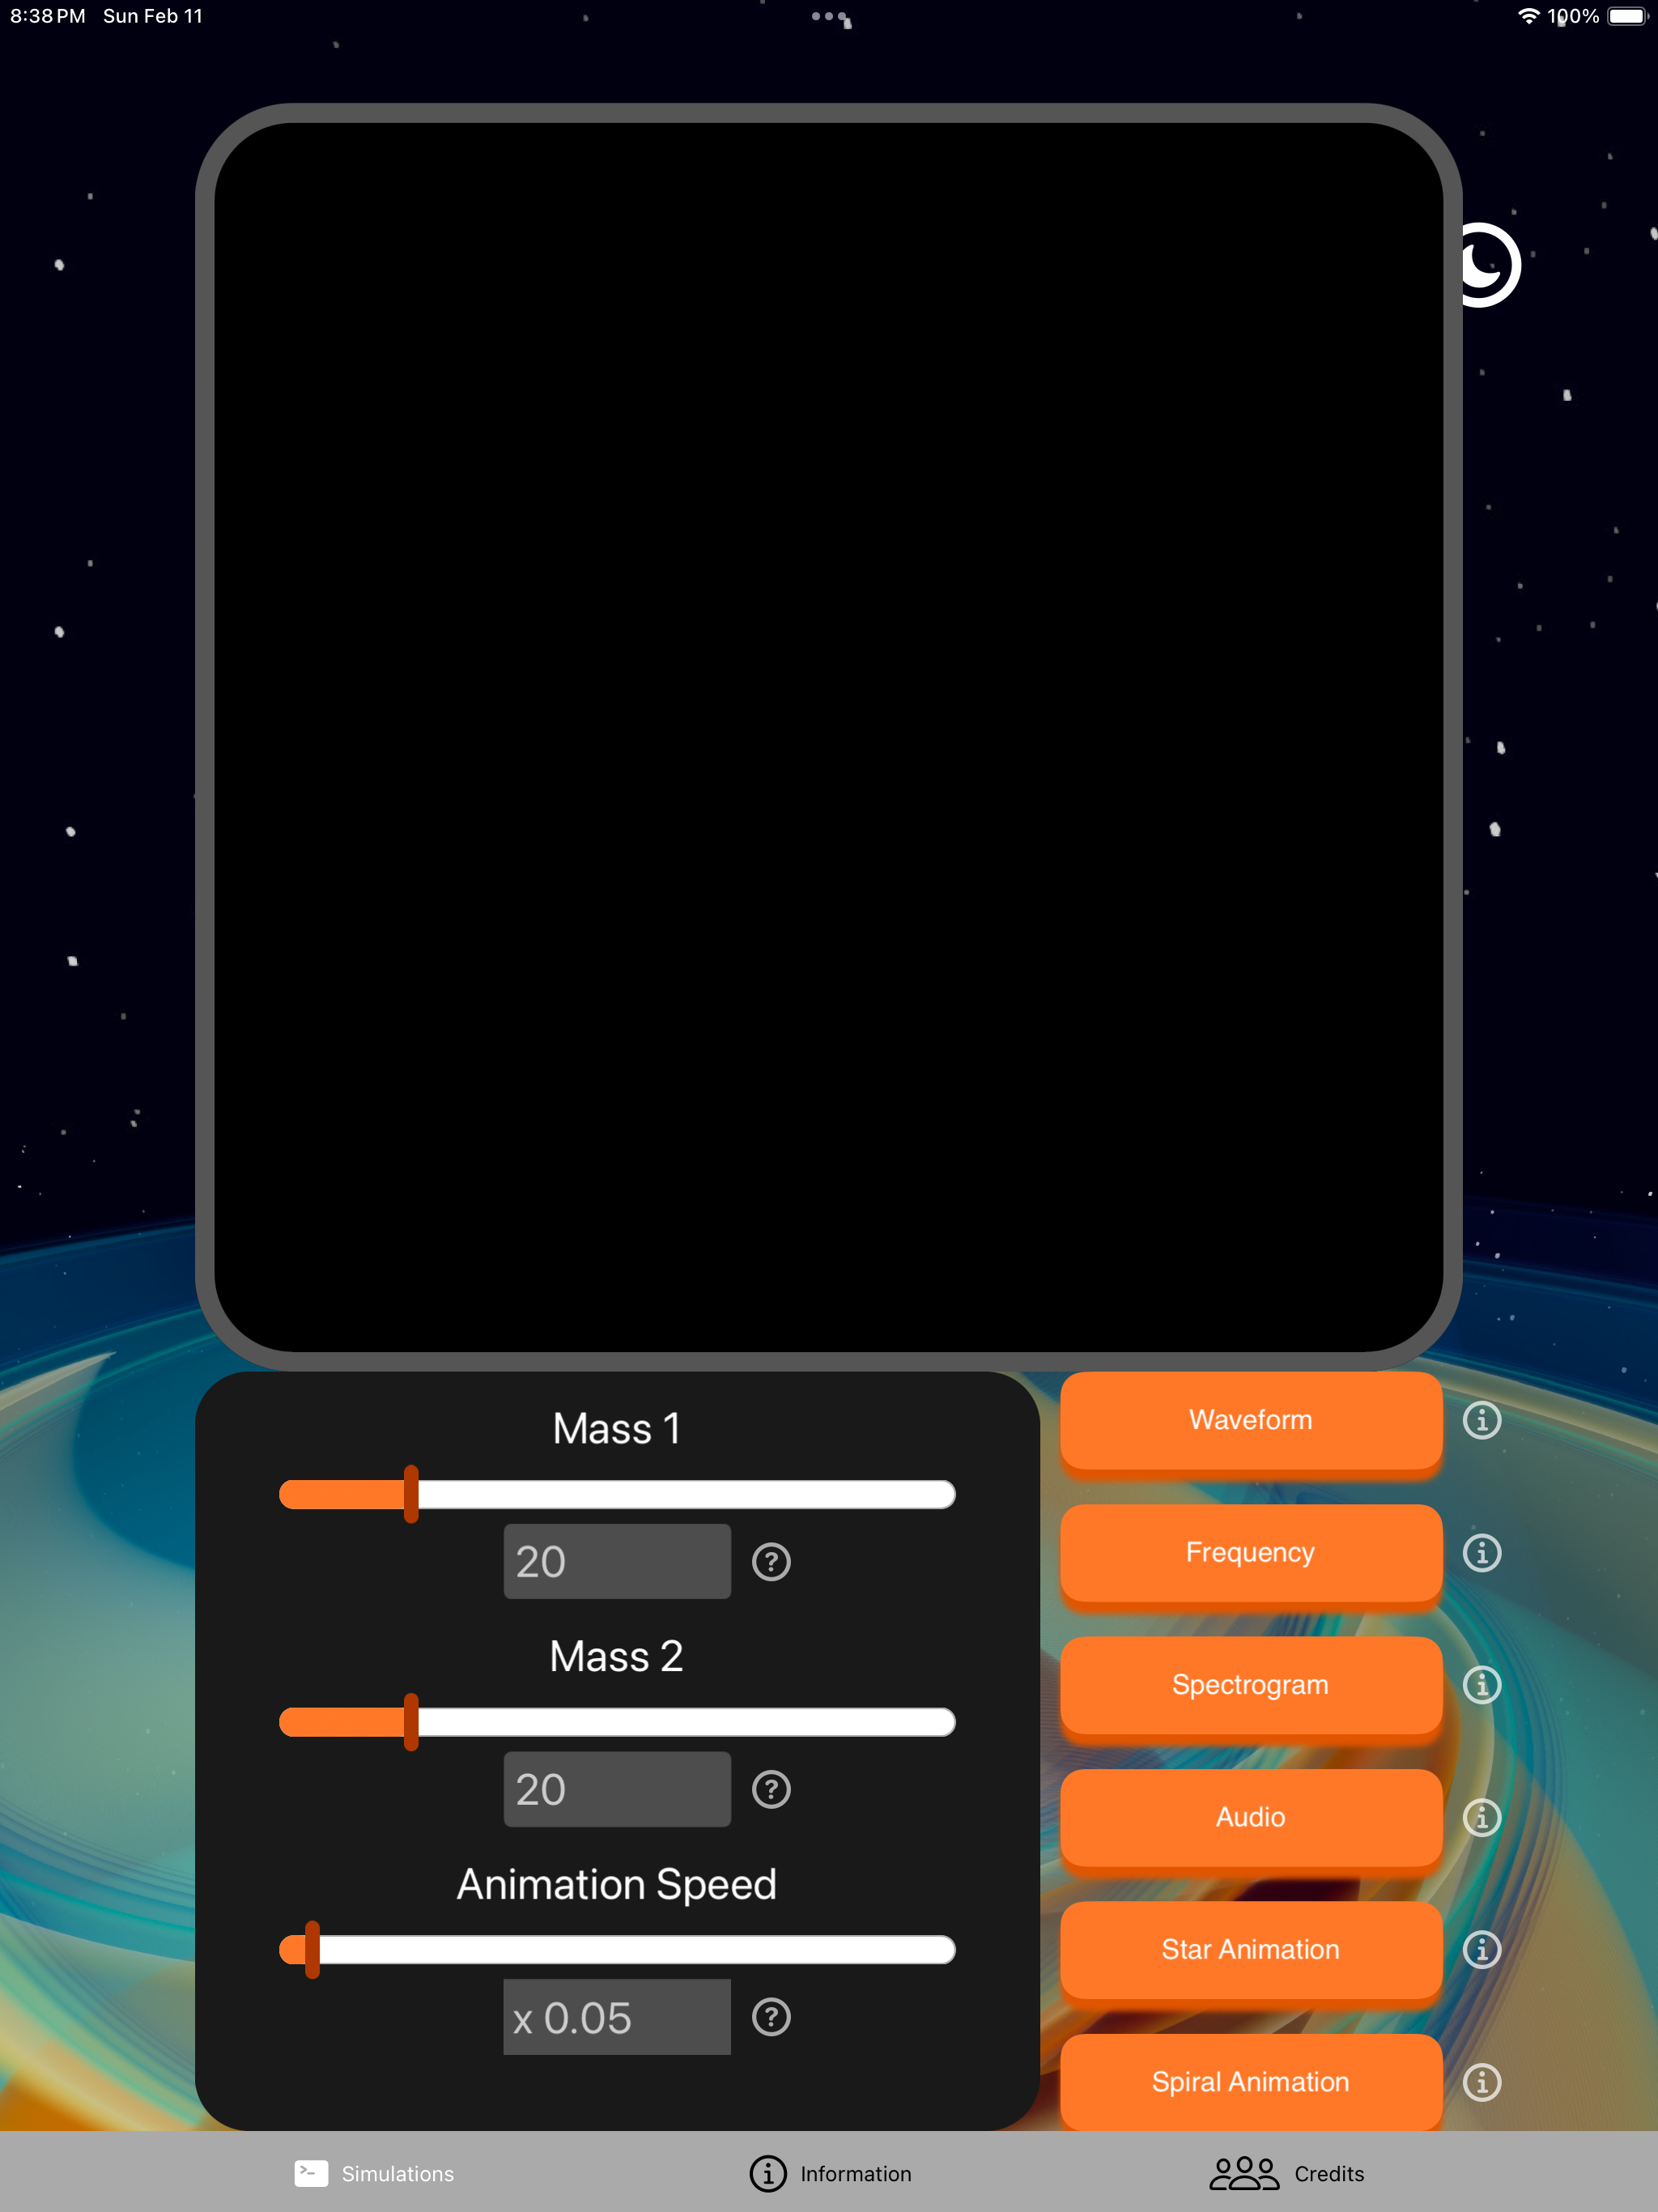 8:38 PM Sun Feb 11
100%
Mass 1
20
Mass 2
20
Animation Speed
x 0.05
Waveform
Frequency
Spectrogram
Audio
Star Animation
Spiral Animation
Simulations
Information
Credits